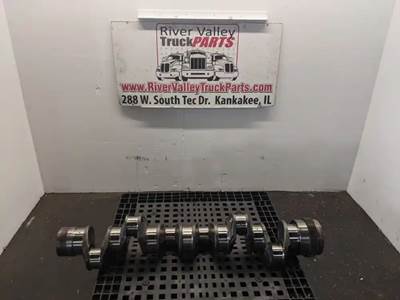 River Valley
TruckPARTS
www.RiverValleyTruckParts.com
288 W. South Tec Dr. Kankakee, IL